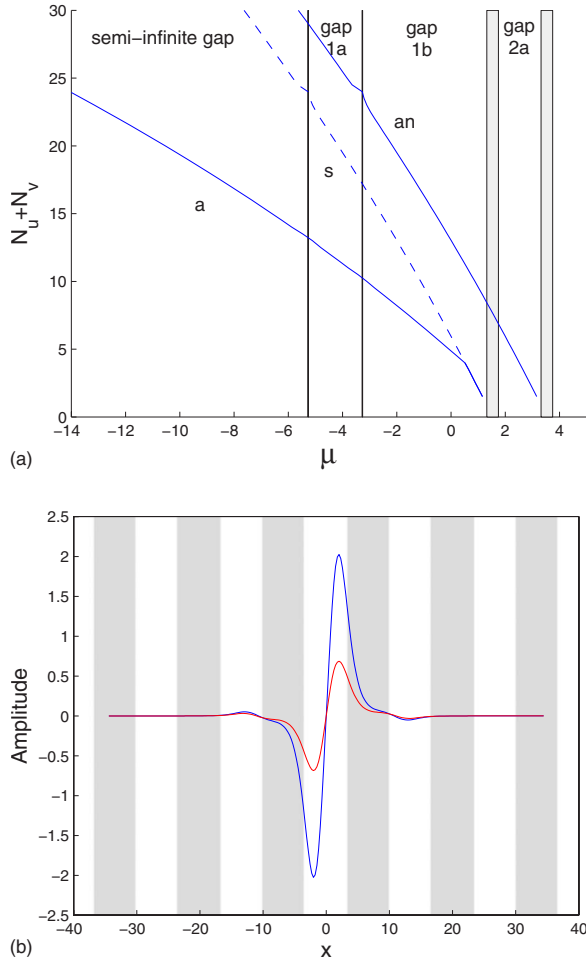 30
25
20
15
10
5
0
N_u+N_v
semi-infinite gap
gap
1a
gap
1b
gap
2a
an
s
a
−14
−12
−10
−8
−6
−4
−2
0
2
4
μ
(a)
2.5
2
1.5
1
0.5
0
−0.5
−1
−1.5
−2
−2.5
Amplitude
−40
−30
−20
−10
0
10
20
30
40
x
(b)